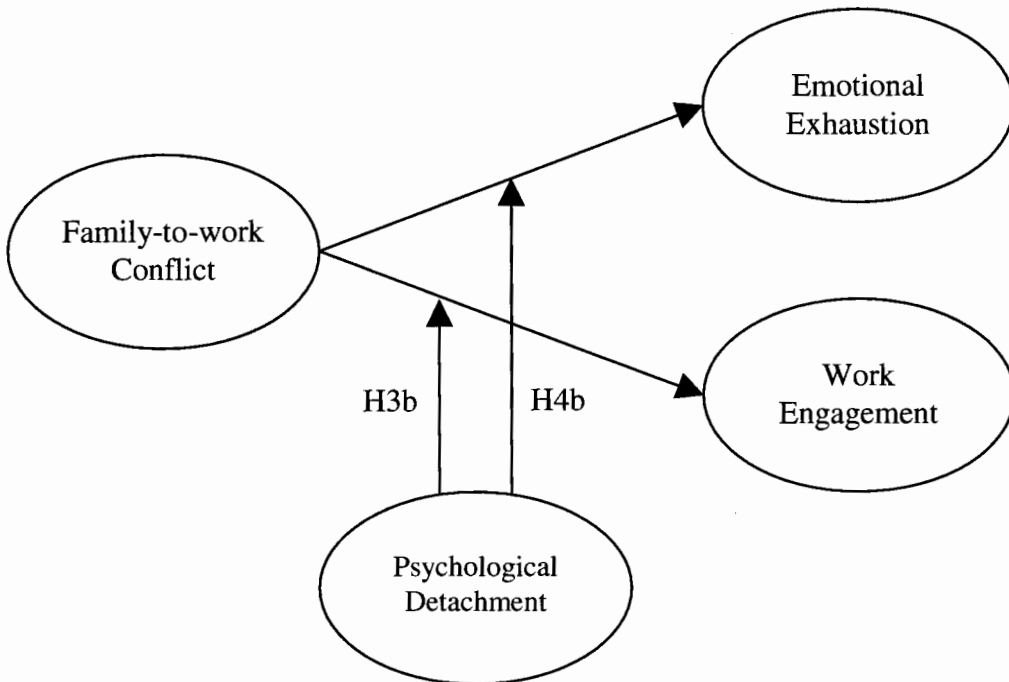 Emotional
Exhaustion
Family-to-work
Conflict
Work
Engagement
H3b
H4b
Psychological
Detachment